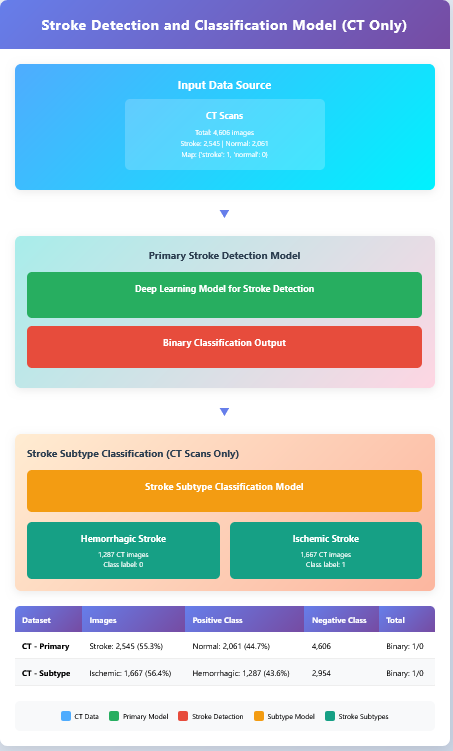 Stroke Detection and Classification Model (CT Only)
Input Data Source
CT Scans
Total: 4,606 images
Stroke: 2,545 | Normal: 2,061
Map: {'stroke': 1, 'normal': 0}
Primary Stroke Detection Model
Deep Learning Model for Stroke Detection
Binary Classification Output
Stroke Subtype Classification (CT Scans Only)
Stroke Subtype Classification Model
Hemorrhagic Stroke
1,287 CT images
Class label: 0
Ischemic Stroke
1,667 CT images
Class label: 1
Dataset Images Positive Class Negative Class Total
CT - Primary Stroke: 2,545 (55.3%) Normal: 2,061 (44.7%) 4,606 Binary: 1/0
CT - Subtype Ischemic: 1,667 (56.4%) Hemorrhagic: 1,287 (43.6%) 2,954 Binary: 1/0
CT Data Primary Model Stroke Detection Subtype Model Stroke Subtypes